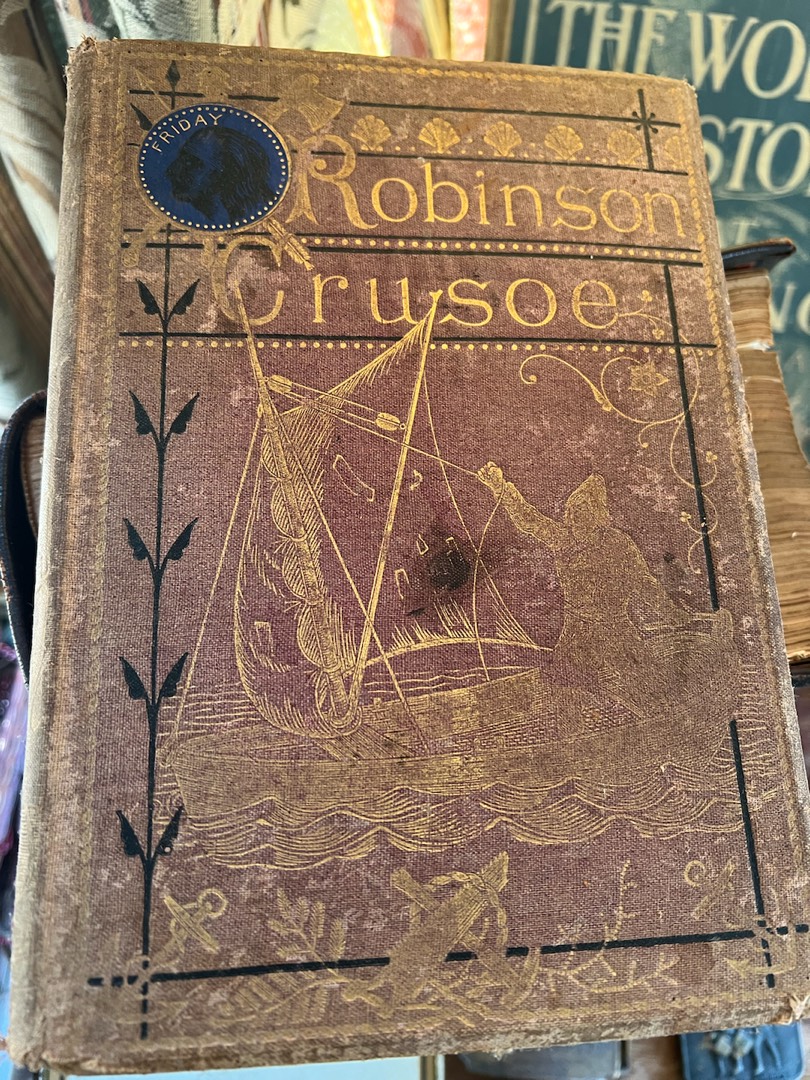 FRIDAY
Robinson
Crusoe
THE WO
STO